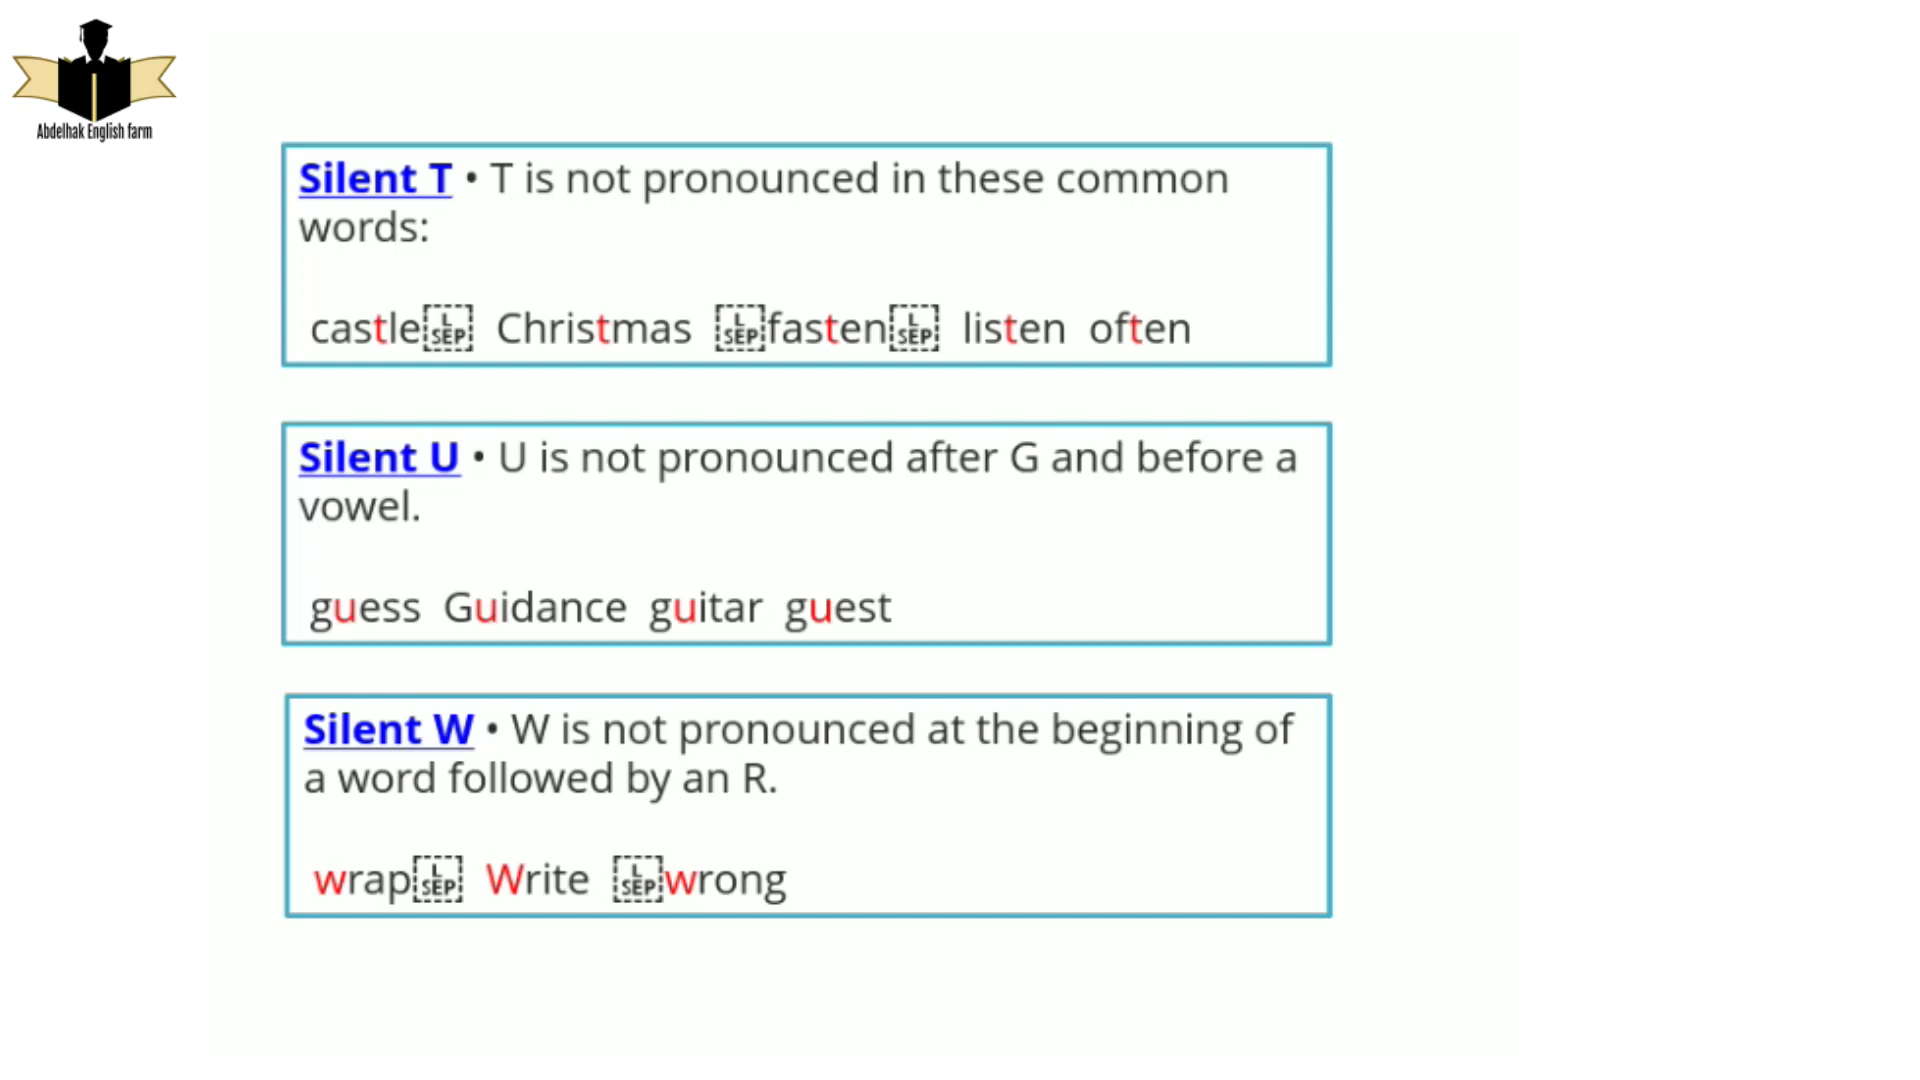 Abdelhak English farm
Silent T • T is not pronounced in these common
words:
castle Christmas fasten listen often
Silent U • U is not pronounced after G and before a
vowel.
guess Guidance guitar guest
Silent W • W is not pronounced at the beginning of
a word followed by an R.
wrap Write wrong